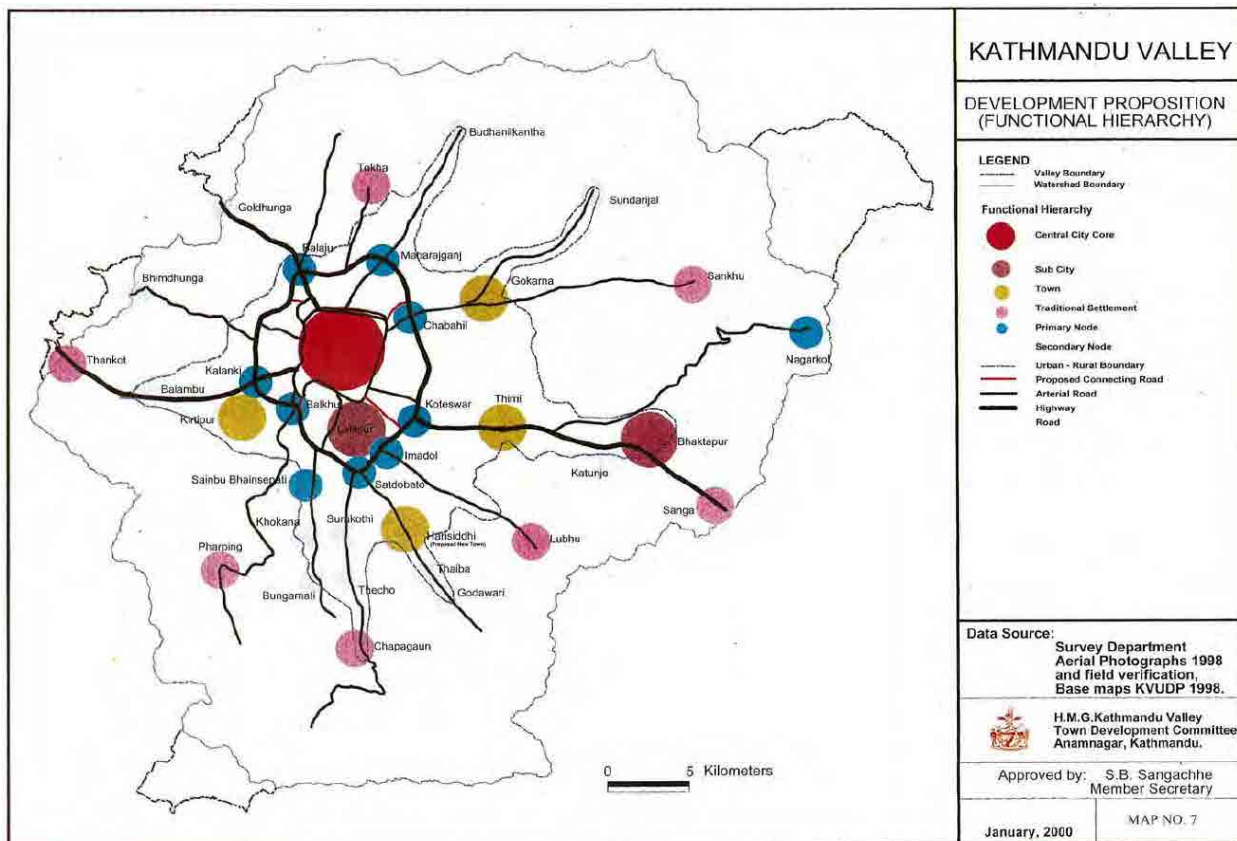 KATHMANDU VALLEY
DEVELOPMENT PROPOSITION
(FUNCTIONAL HIERARCHY)
LEGEND
Valley Boundary
Watershed Boundary
Functional Hierarchy
Central City Core
Sub City
Town
Traditional Settlement
Primary Node
Secondary Node
Urban - Rural Boundary
Proposed Connecting Road
Arterial Road
Highway
Road
Budhanilkantha
Tokha
Goldhunga
Sundarijal
Balaju
Maharajganj
Bhimdhunga
Gokarna
Sankhu
Chabahil
Nagarkot
Thankot
Kalanki
Balambu
Balkhu
Koteswar
Thimi
Kirtipur
Lalitpur
Bhaktapur
Imadol
Katunje
Sainbu Bhainsepati
Satdobato
Sanga
Khokana
Sunakothi
Harisiddhi
(Proposed New Town)
Lubhu
Pharping
Thaiba
Bungamati
Thecho
Godawari
Chapagaun
0 5 Kilometers
Data Source:
Survey Department
Aerial Photographs 1998
and field verification,
Base maps KVUDP 1998.
H.M.G.Kathmandu Valley
Town Development Committee
Anamnagar, Kathmandu.
Approved by: S.B. Sangachhe
Member Secretary
January, 2000
MAP NO. 7